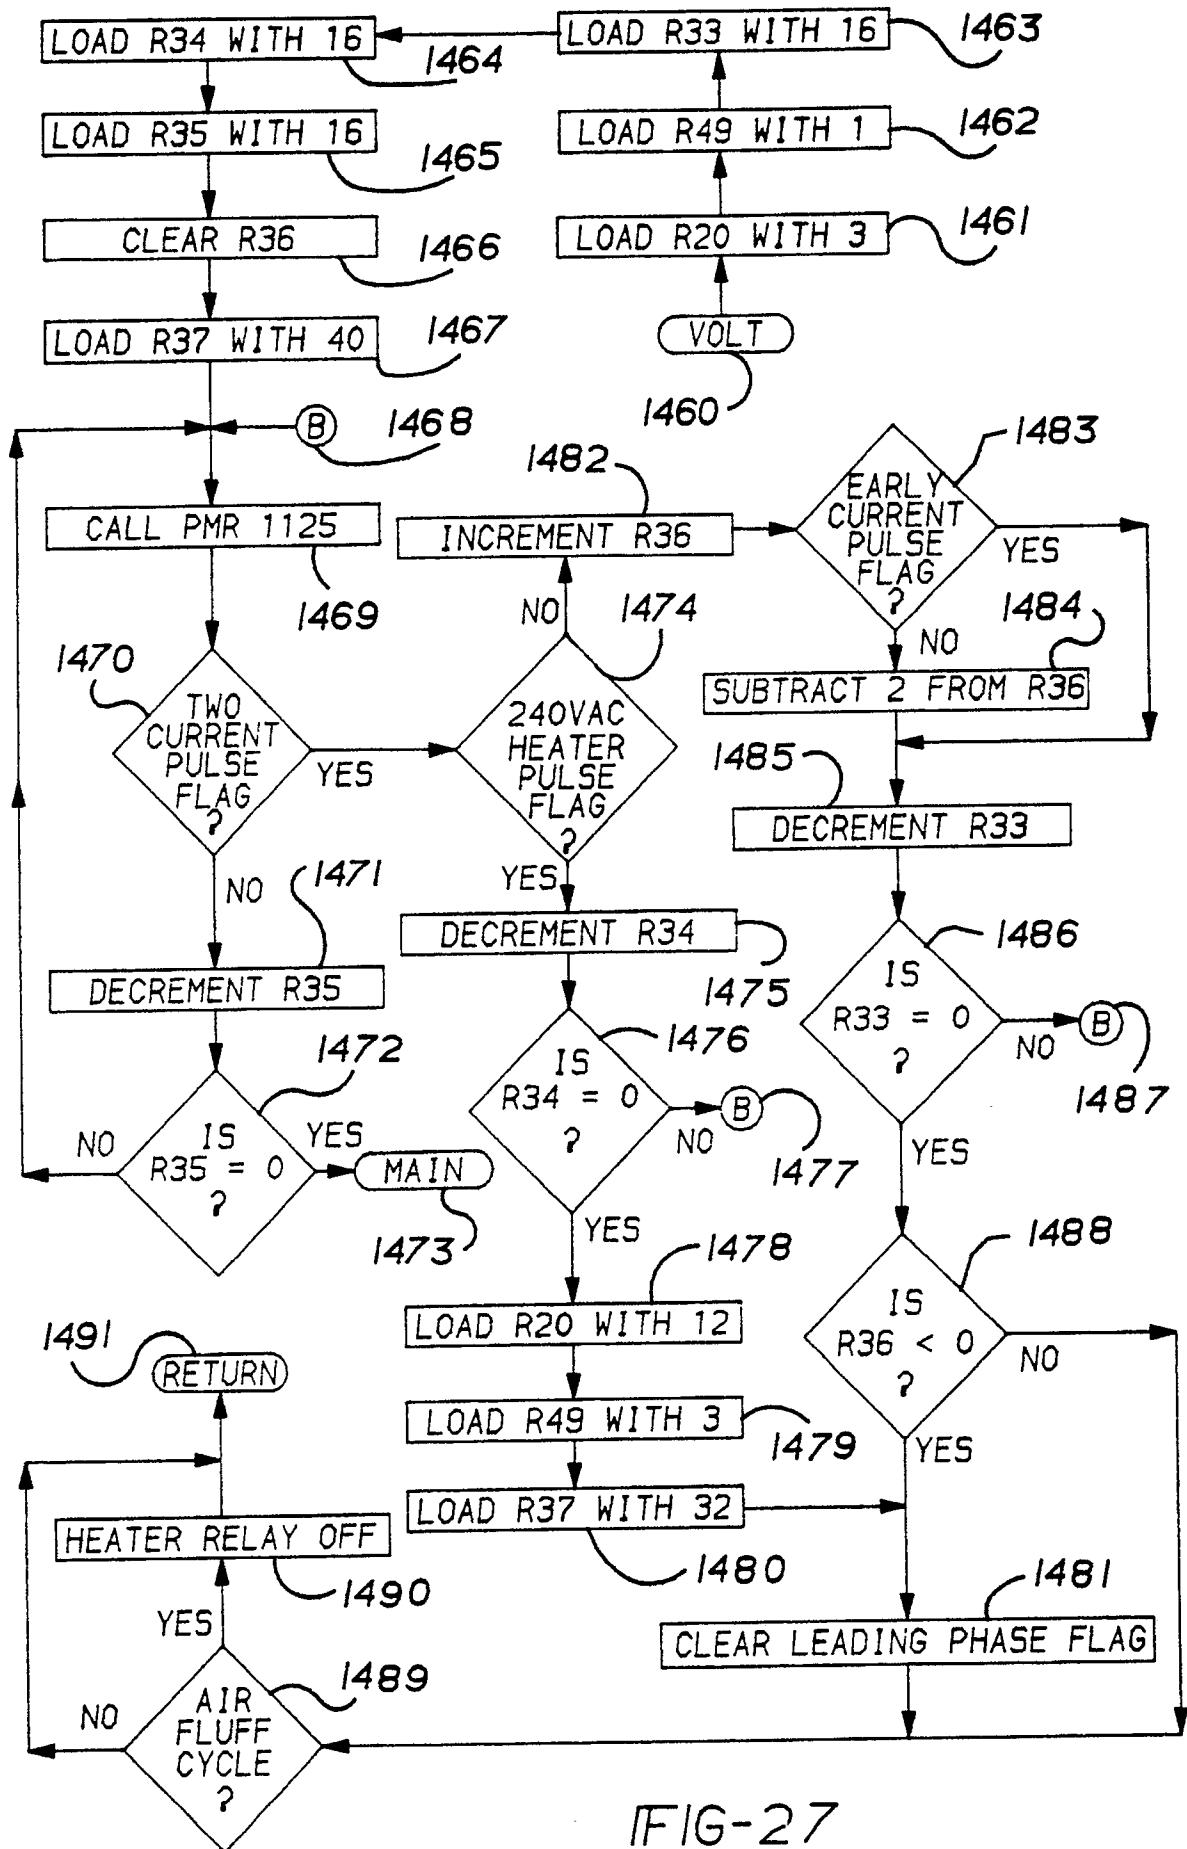 LOAD R34 WITH 16
1464
LOAD R33 WITH 16
1463
LOAD R35 WITH 16
1465
LOAD R49 WITH 1
1462
CLEAR R36
1466
LOAD R20 WITH 3
1461
LOAD R37 WITH 40
1467
VOLT
1460
B
1468
CALL PMR 1125
1469
1482
INCREMENT R36
EARLY
CURRENT
PULSE
FLAG
?
1483
YES
NO
1484
SUBTRACT 2 FROM R36
1470
TWO
CURRENT
PULSE
FLAG
?
YES
NO
NO
1474
240VAC
HEATER
PULSE
FLAG
?
YES
1485
DECREMENT R33
1471
DECREMENT R35
DECREMENT R34
1475
IS
R33 = 0
?
1486
NO
B
1487
YES
1472
IS
R35 = 0
?
NO
YES
MAIN
1473
1476
IS
R34 = 0
?
NO
B
1477
YES
1478
LOAD R20 WITH 12
IS
R36 < 0
?
1488
NO
YES
1491
RETURN
LOAD R49 WITH 3
1479
LOAD R37 WITH 32
1480
HEATER RELAY OFF
1490
YES
1481
CLEAR LEADING PHASE FLAG
AIR
FLUFF
CYCLE
?
1489
NO
FIG-27